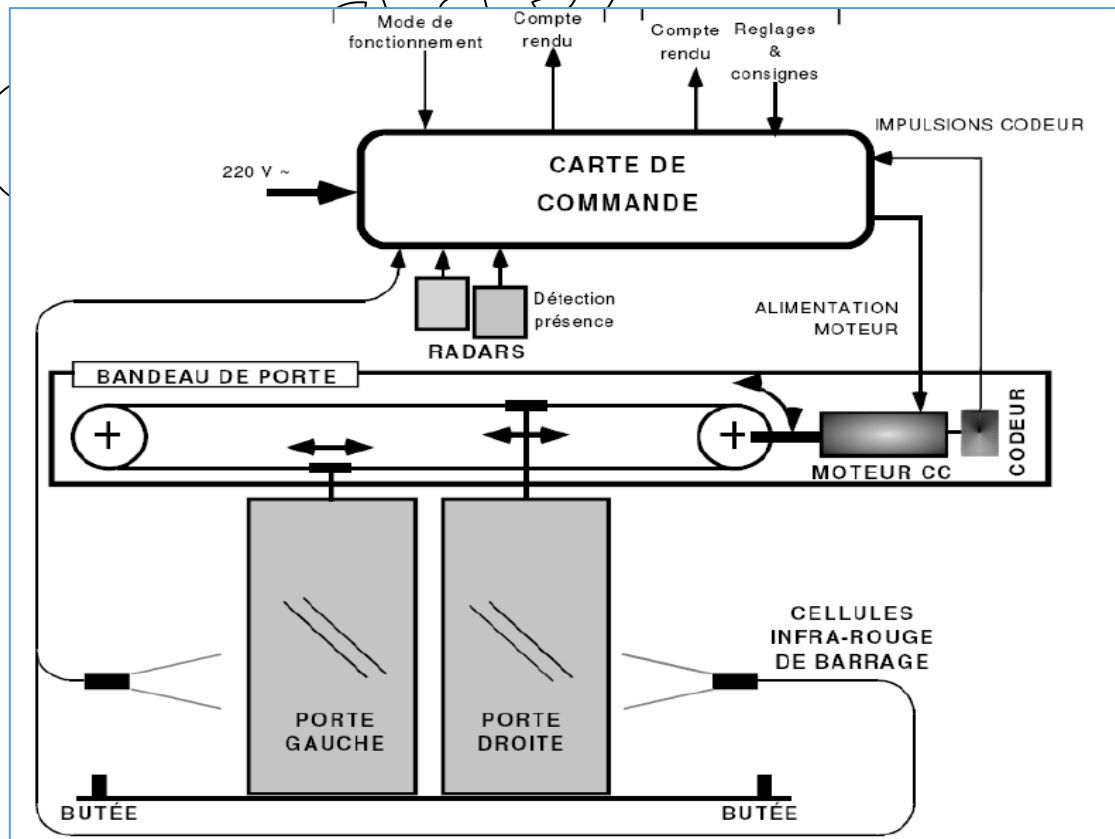 Mode de
fonctionnement
Compte
rendu
Compte
rendu
Reglages
&
consignes
IMPULSIONS CODEUR
220 V ~
CARTE DE
COMMANDE
Détection
présence
RADARS
ALIMENTATION
MOTEUR
BANDEAU DE PORTE
CODEUR
MOTEUR CC
CELLULES
INFRA-ROUGE
DE BARRAGE
PORTE
GAUCHE
PORTE
DROITE
BUTÉE
BUTÉE